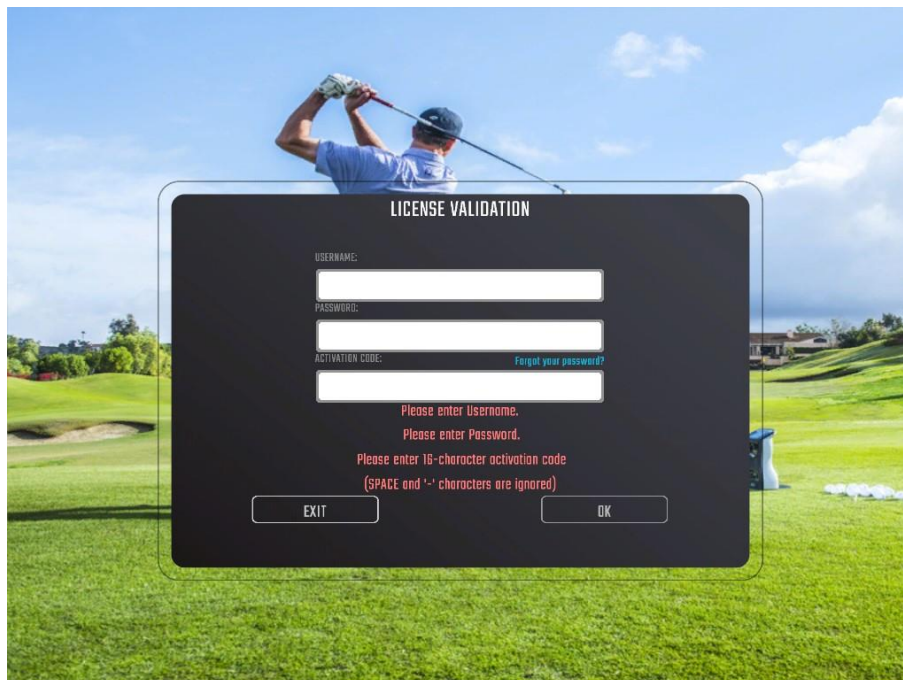 LICENSE VALIDATION
USERNAME:
PASSWORD:
ACTIVATION CODE:
Forgot your password?
Please enter Username.
Please enter Password.
Please enter 16-character activation code
(SPACE and '-' characters are ignored)
EXIT
OK